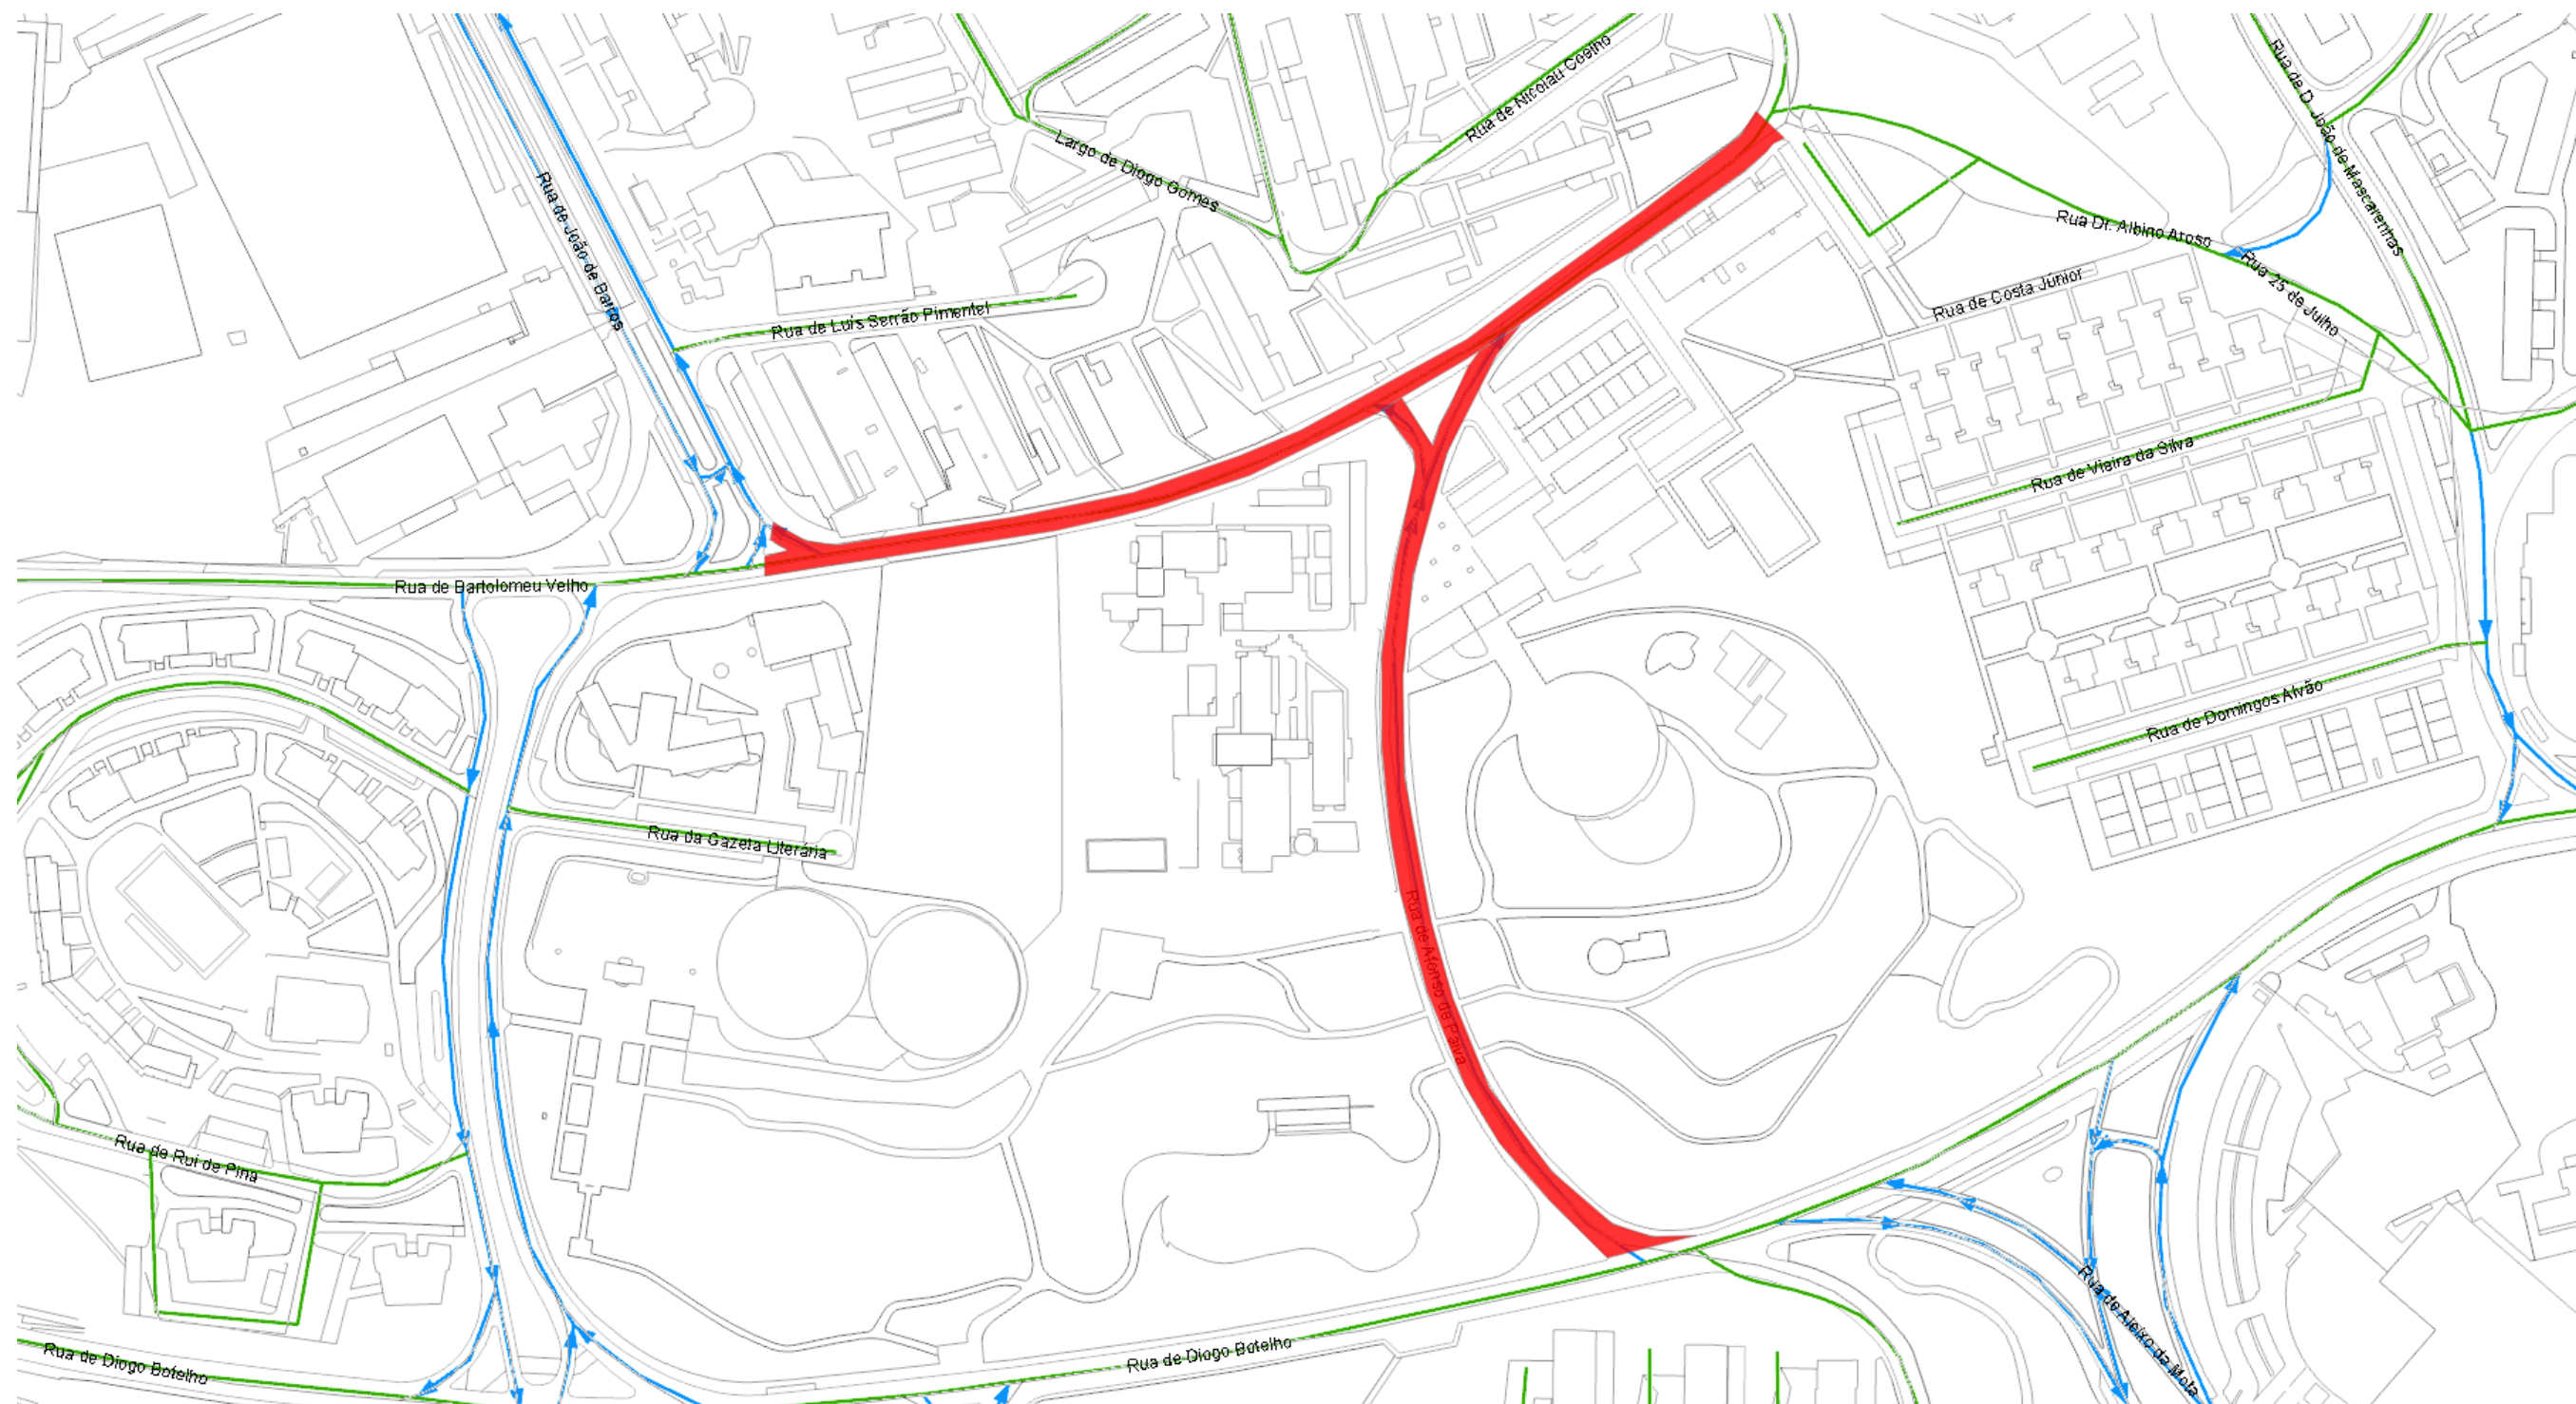 Rua de Nicolau Coelho
Rua de D. João de Mascarenhas
Largo de Diogo Gomes
Rua de João de Barros
Rua Dr. Albino Aroso
Rua 25 de Julho
Rua de Costa Júnior
Rua de Luis Serrão Pimentel
Rua de Vieira da Silva
Rua de Bartolomeu Velho
Rua de Domingos Alvão
Rua da Gazeta Literária
Rua de Afonso de Paiva
Rua de Rui de Pina
Rua de Aleixo da Mota
Rua de Diogo Botelho
Rua de Diogo Botelho